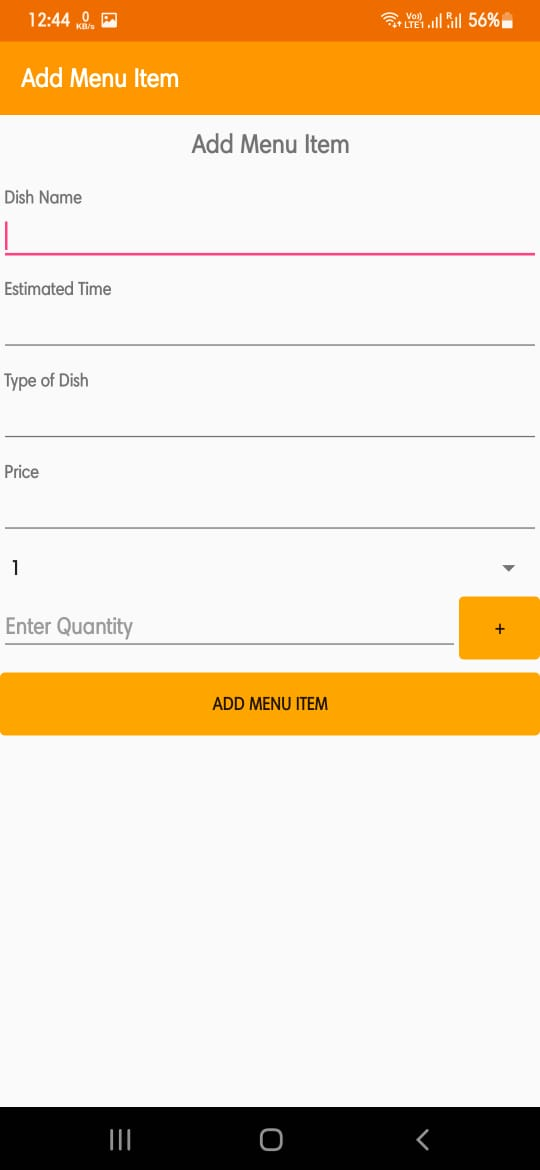 12:44 0 KB/s Vo) LTE1 R 56%
Add Menu Item
Add Menu Item
Dish Name
Estimated Time
Type of Dish
Price
1
Enter Quantity +
ADD MENU ITEM